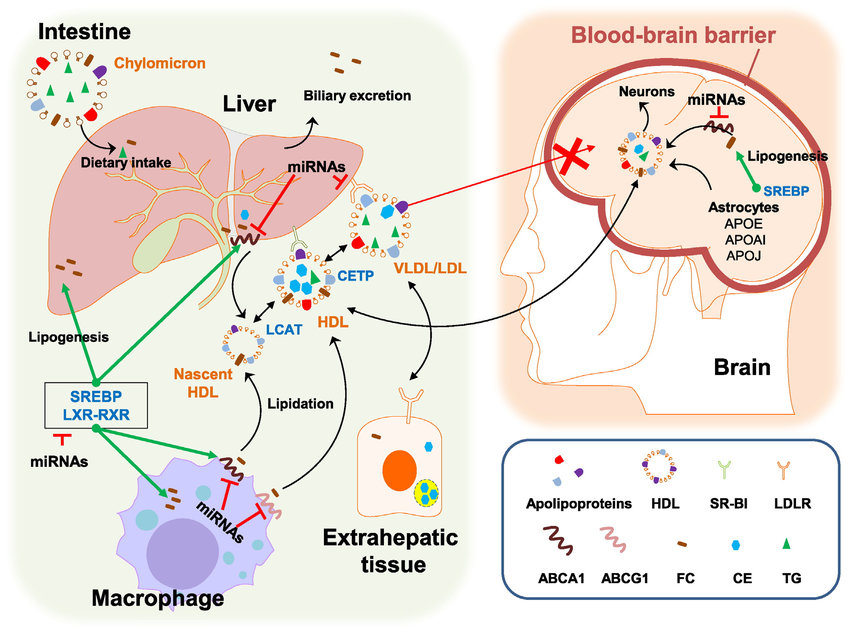 Intestine
Chylomicron
Liver
Biliary excretion
Dietary intake
miRNAs
CETP
VLDL/LDL
HDL
LCAT
Nascent
HDL
Lipogenesis
SREBP
LXR-RXR
miRNAs
Lipidation
miRNAs
Macrophage
Extrahepatic
tissue
Blood-brain barrier
Neurons
miRNAs
Lipogenesis
SREBP
Astrocytes
APOE
APOAI
APOJ
Brain
Apolipoproteins
HDL
SR-BI
LDLR
ABCA1
ABCG1
FC
CE
TG